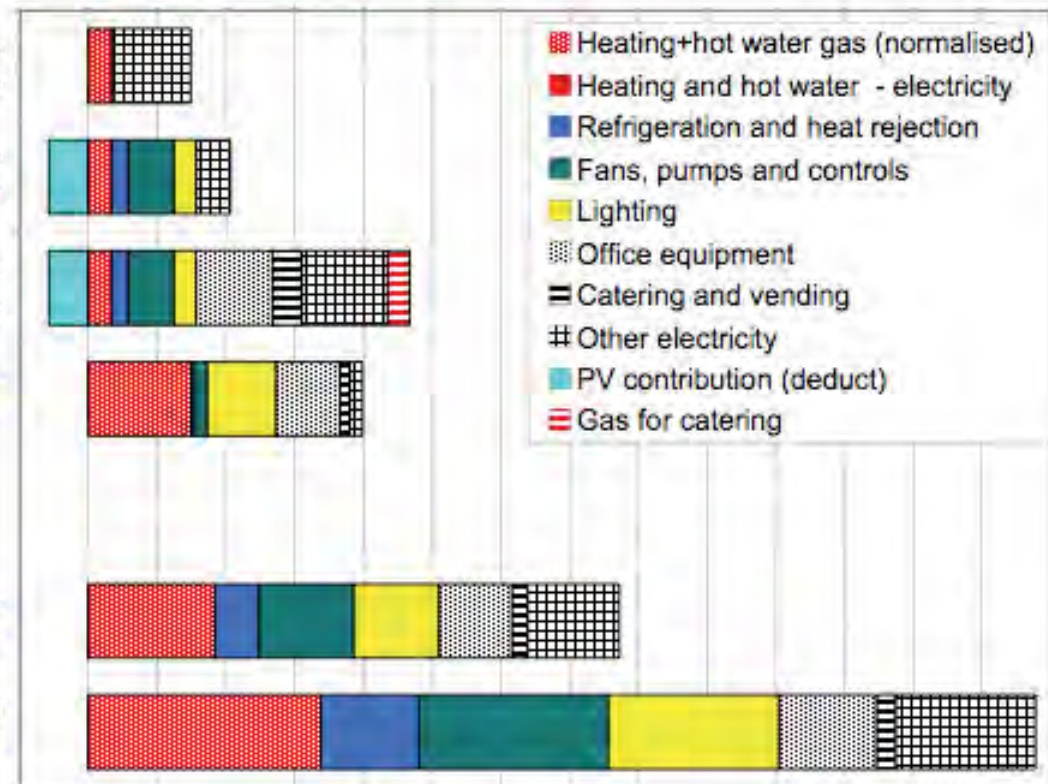 Heating+hot water gas (normalised)
Heating and hot water - electricity
Refrigeration and heat rejection
Fans, pumps and controls
Lighting
Office equipment
Catering and vending
Other electricity
PV contribution (deduct)
Gas for catering